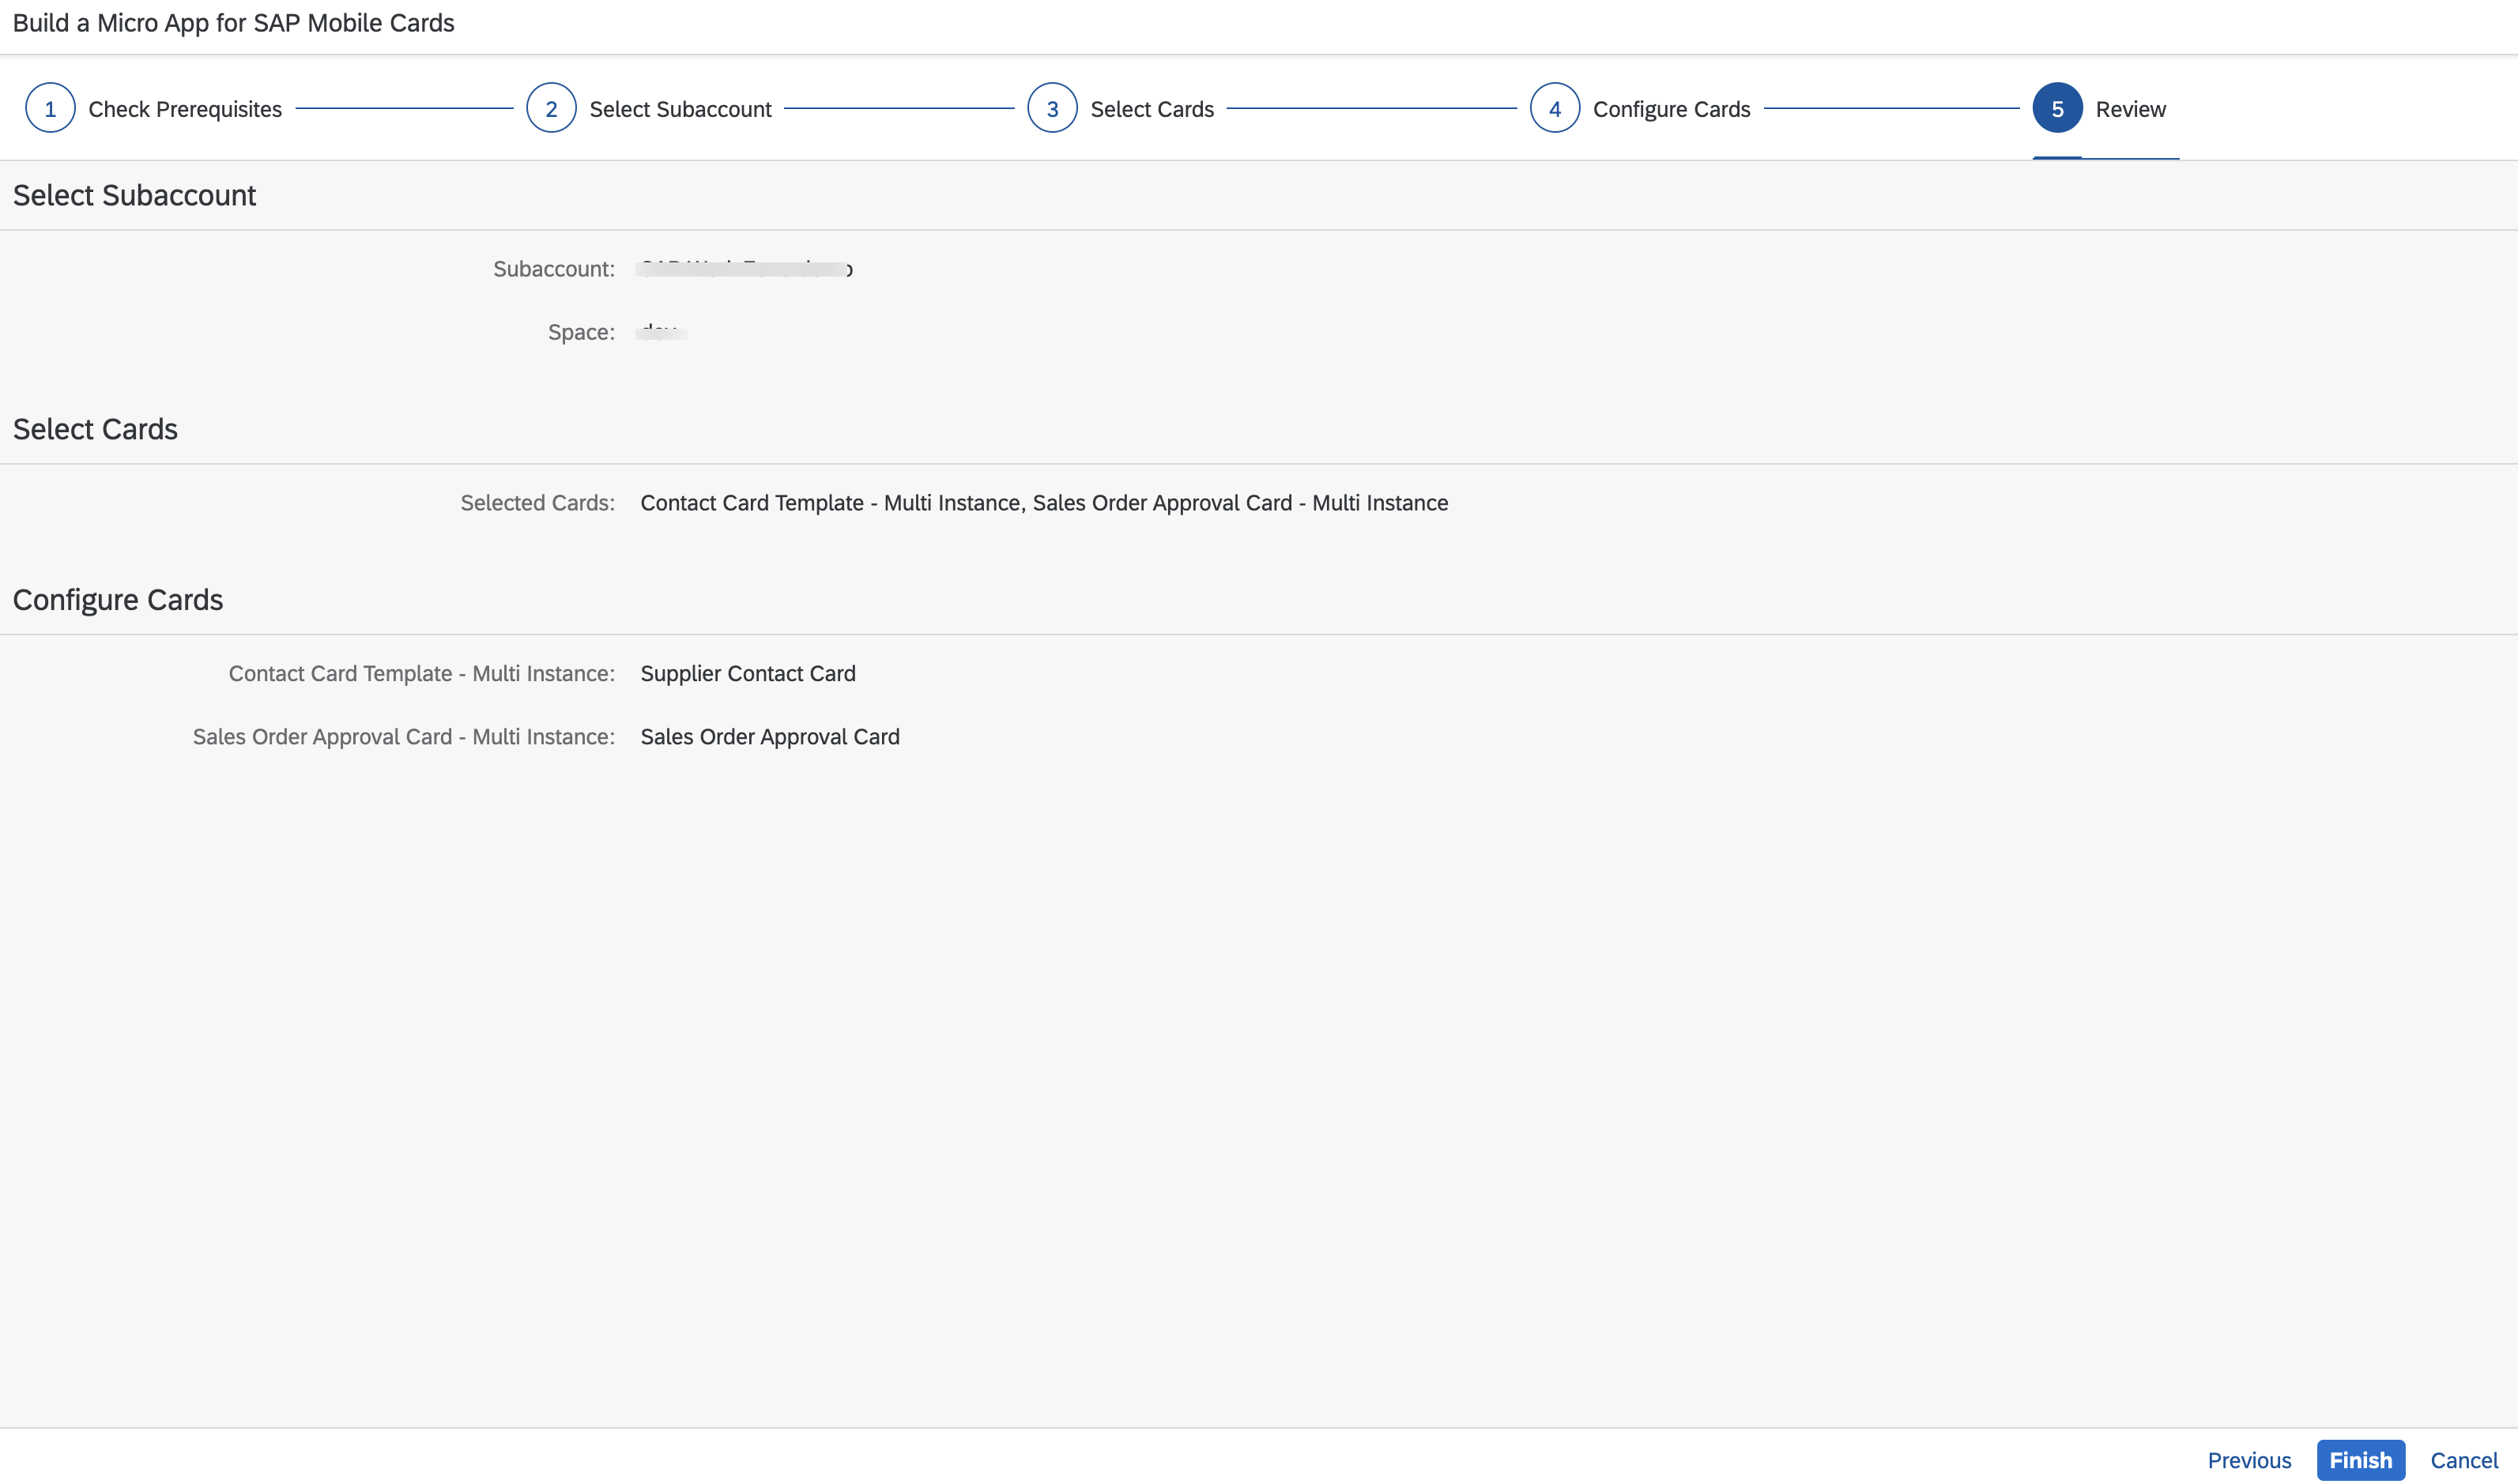 Build a Micro App for SAP Mobile Cards
1 Check Prerequisites 2 Select Subaccount 3 Select Cards 4 Configure Cards 5 Review
Select Subaccount
Subaccount:
Space:
Select Cards
Selected Cards: Contact Card Template - Multi Instance, Sales Order Approval Card - Multi Instance
Configure Cards
Contact Card Template - Multi Instance: Supplier Contact Card
Sales Order Approval Card - Multi Instance: Sales Order Approval Card
Previous Finish Cancel